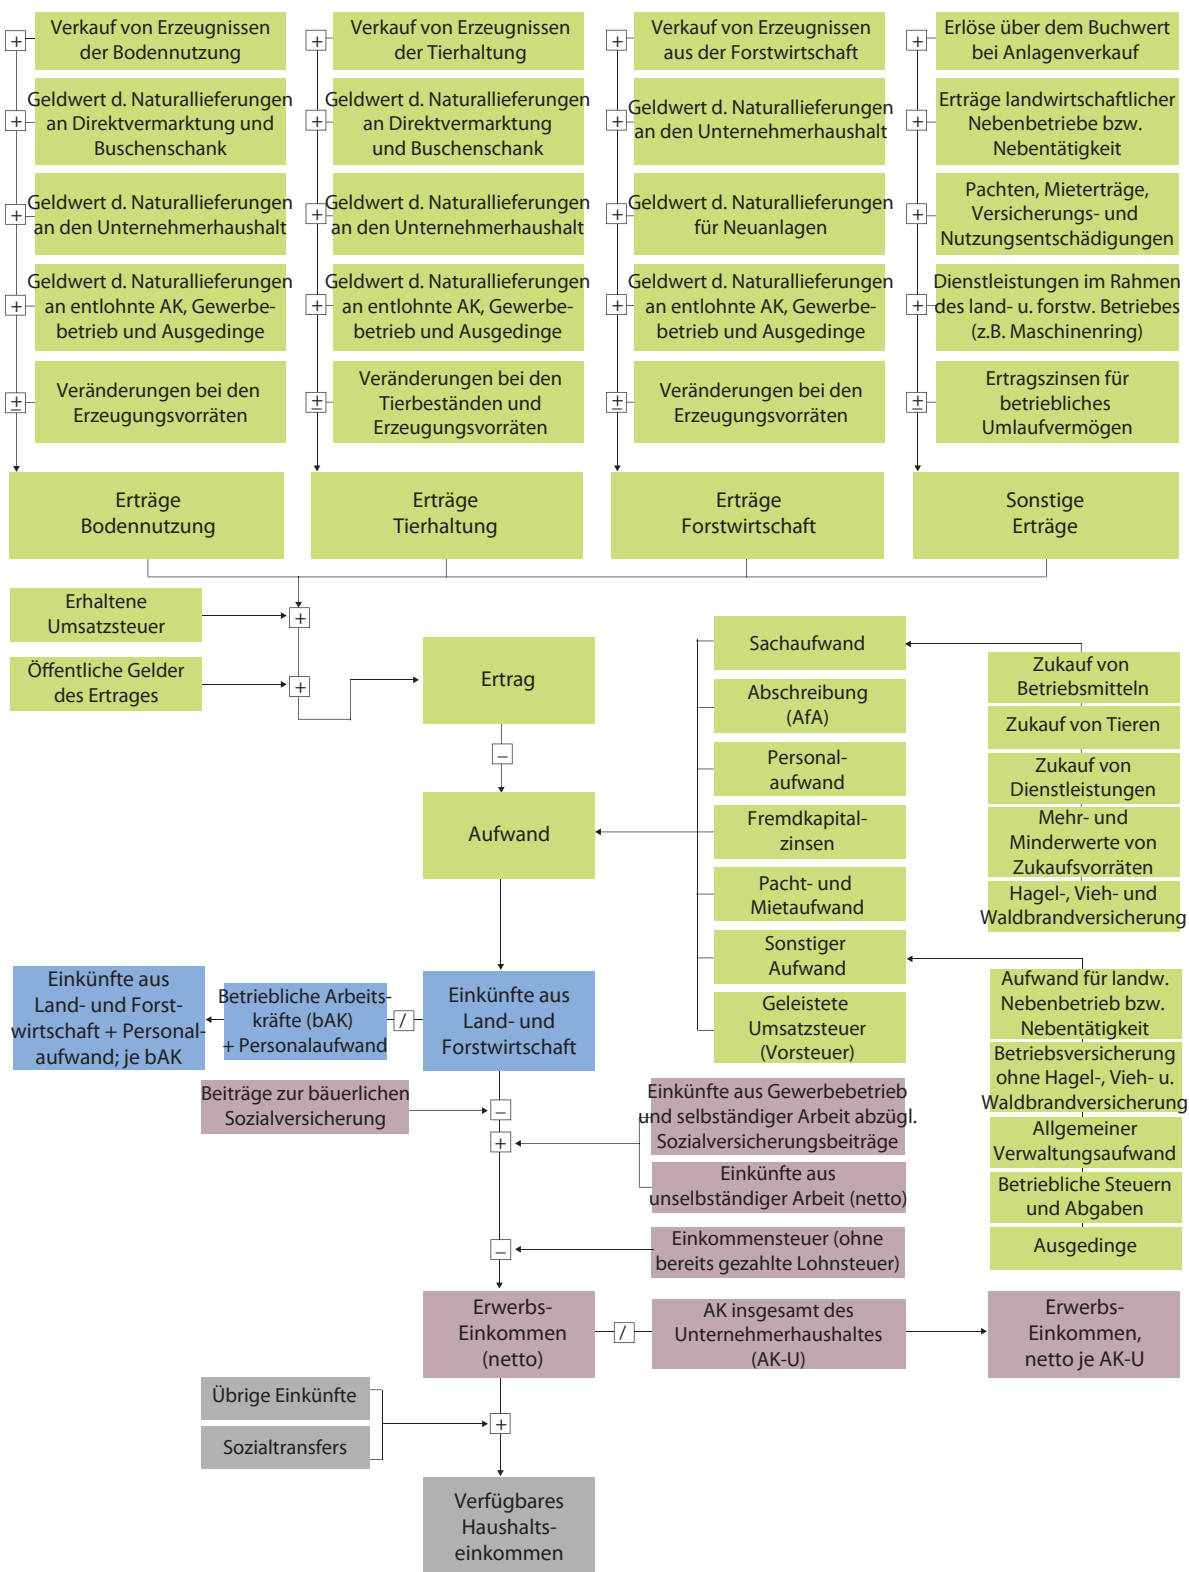 +
Verkauf von Erzeugnissen
der Bodennutzung
+
Geldwert d. Naturallieferungen
an Direktvermarktung und
Buschenschank
+
Geldwert d. Naturallieferungen
an den Unternehmerhaushalt
+
Geldwert d. Naturallieferungen
an entlohnte AK, Gewerbe-
betrieb und Ausgedinge
±
Veränderungen bei den
Erzeugungsvorräten
Erträge
Bodennutzung
+
Verkauf von Erzeugnissen
der Tierhaltung
+
Geldwert d. Naturallieferungen
an Direktvermarktung
und Buschenschank
+
Geldwert d. Naturallieferungen
an den Unternehmerhaushalt
+
Geldwert d. Naturallieferungen
an entlohnte AK, Gewerbe-
betrieb und Ausgedinge
±
Veränderungen bei den
Tierbeständen und
Erzeugungsvorräten
Erträge
Tierhaltung
+
Verkauf von Erzeugnissen
aus der Forstwirtschaft
+
Geldwert d. Naturallieferungen
an den Unternehmerhaushalt
+
Geldwert d. Naturallieferungen
für Neuanlagen
+
Geldwert d. Naturallieferungen
an entlohnte AK, Gewerbe-
betrieb und Ausgedinge
±
Veränderungen bei den
Erzeugungsvorräten
Erträge
Forstwirtschaft
+
Erlöse über dem Buchwert
bei Anlagenverkauf
+
Erträge landwirtschaftlicher
Nebenbetriebe bzw.
Nebentätigkeit
+
Pachten, Mieterträge,
Versicherungs- und
Nutzungsentschädigungen
+
Dienstleistungen im Rahmen
des land- u. forstw. Betriebes
(z.B. Maschinenring)
±
Ertragszinsen für
betriebliches
Umlaufvermögen
Sonstige
Erträge
Erhaltene
Umsatzsteuer
+
Öffentliche Gelder
des Ertrages
+
Ertrag
−
Aufwand
Sachaufwand
Abschreibung
(AfA)
Personal-
aufwand
Fremdkapital-
zinsen
Pacht- und
Mietaufwand
Sonstiger
Aufwand
Geleistete
Umsatzsteuer
(Vorsteuer)
Zukauf von
Betriebsmitteln
Zukauf von Tieren
Zukauf von
Dienstleistungen
Mehr- und
Minderwerte von
Zukaufsvorräten
Hagel-, Vieh- und
Waldbrandversicherung
Aufwand für landw.
Nebenbetrieb bzw.
Nebentätigkeit
Betriebsversicherung
ohne Hagel-, Vieh- u.
Waldbrandversicherung
Allgemeiner
Verwaltungsaufwand
Betriebliche Steuern
und Abgaben
Ausgedinge
Einkünfte aus
Land- und Forst-
wirtschaft + Personal-
aufwand; je bAK
Betriebliche Arbeits-
kräfte (bAK)
+ Personalaufwand
/
Einkünfte aus
Land- und
Forstwirtschaft
Beiträge zur bäuerlichen
Sozialversicherung
−
+
Einkünfte aus Gewerbebetrieb
und selbständiger Arbeit abzügl.
Sozialversicherungsbeiträge
Einkünfte aus
unselbständiger Arbeit (netto)
−
Einkommensteuer (ohne
bereits gezahlte Lohnsteuer)
Erwerbs-
Einkommen
(netto)
/
AK insgesamt des
Unternehmerhaushaltes
(AK-U)
Erwerbs-
Einkommen,
netto je AK-U
Übrige Einkünfte
Sozialtransfers
+
Verfügbares
Haushalts-
einkommen